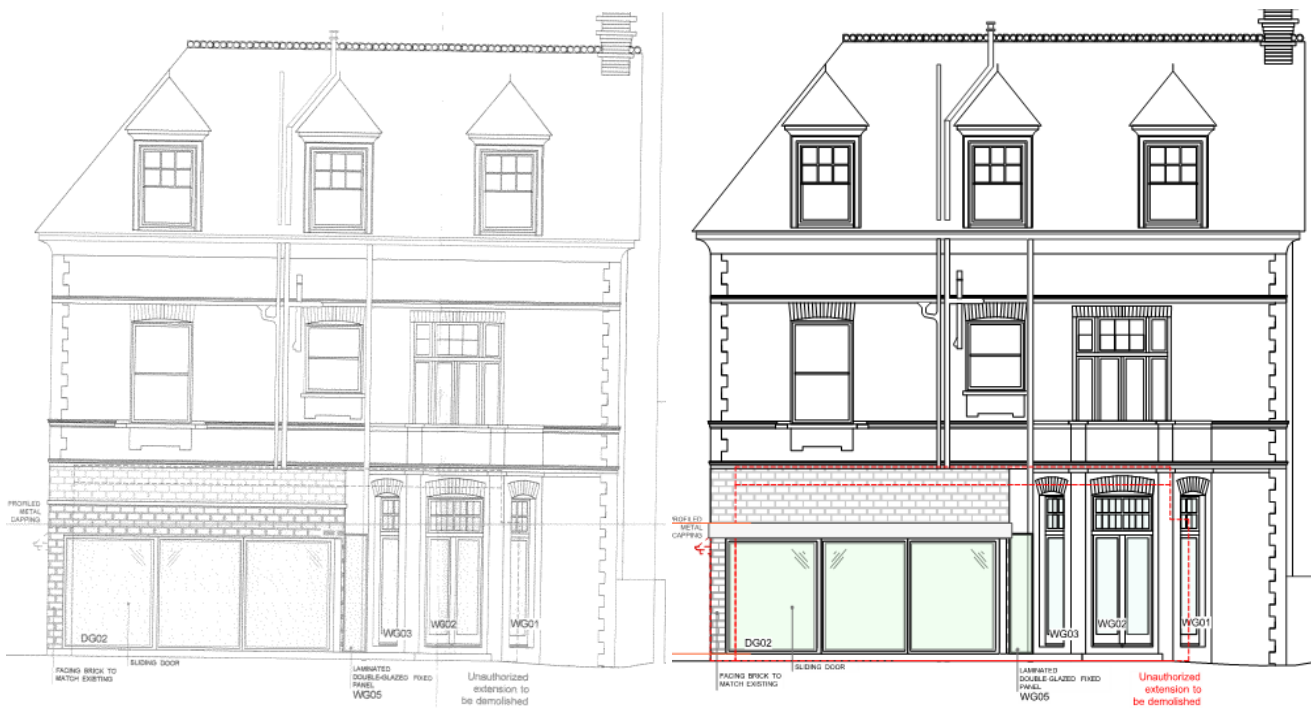 PROFILED
METAL
CAPPING
DG02
WG03
WG02
WG01
FACING BRICK TO
MATCH EXISTING
SLIDING DOOR
LAMINATED
DOUBLE-GLAZED FIXED
PANEL
WG05
Unauthorized
extension to
be demolished
PROFILED
METAL
CAPPING
DG02
WG03
WG02
WG01
FACING BRICK TO
MATCH EXISTING
SLIDING DOOR
LAMINATED
DOUBLE-GLAZED FIXED
PANEL
WG05
Unauthorized
extension to
be demolished